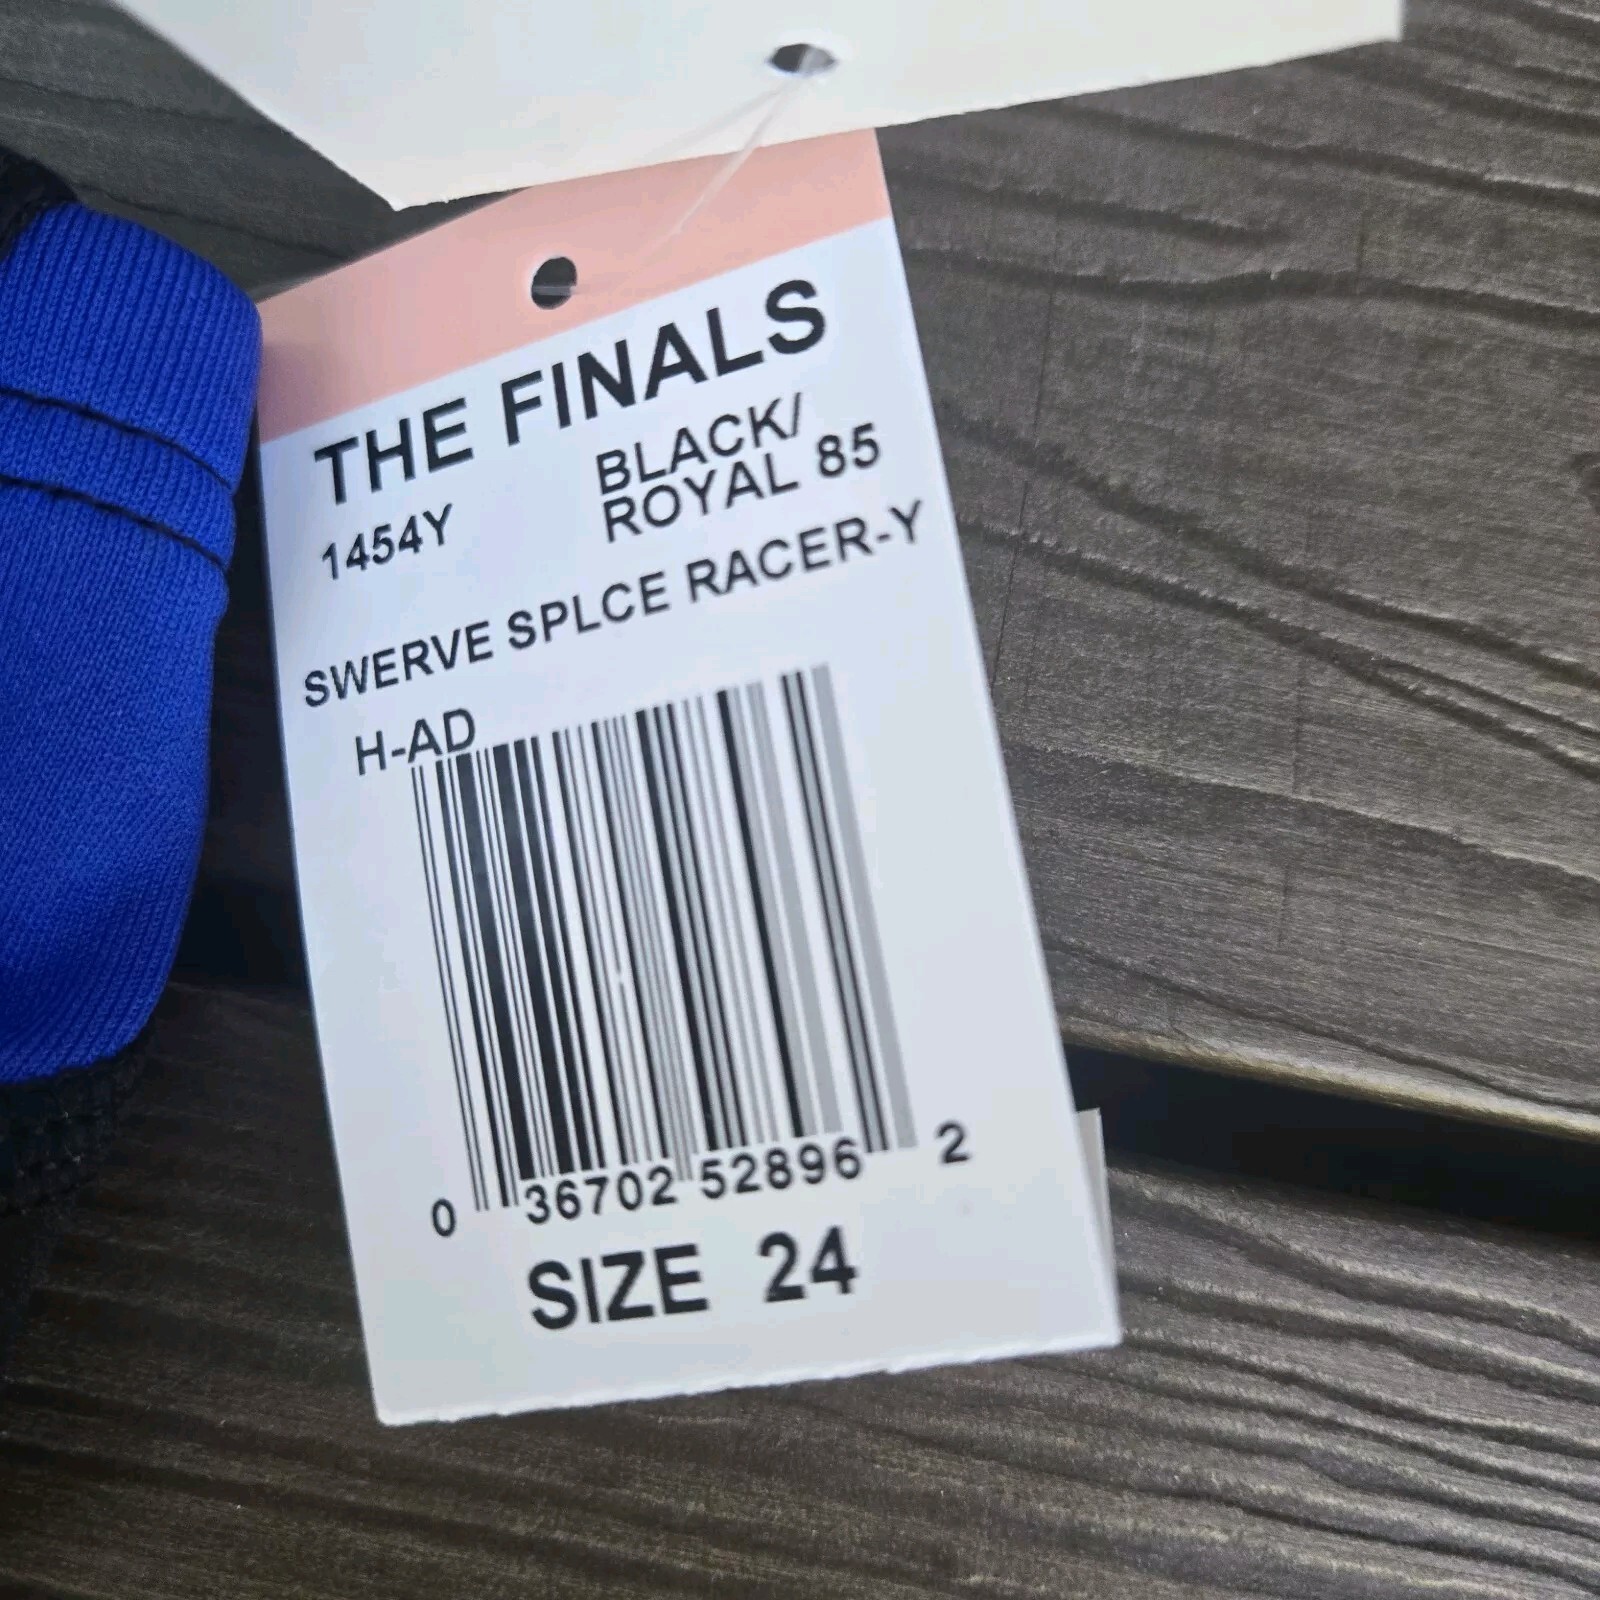 THE FINALS
1454Y BLACK/
ROYAL 85
SWERVE SPLCE RACER-Y
H-AD
0 36702 52896 2
SIZE 24